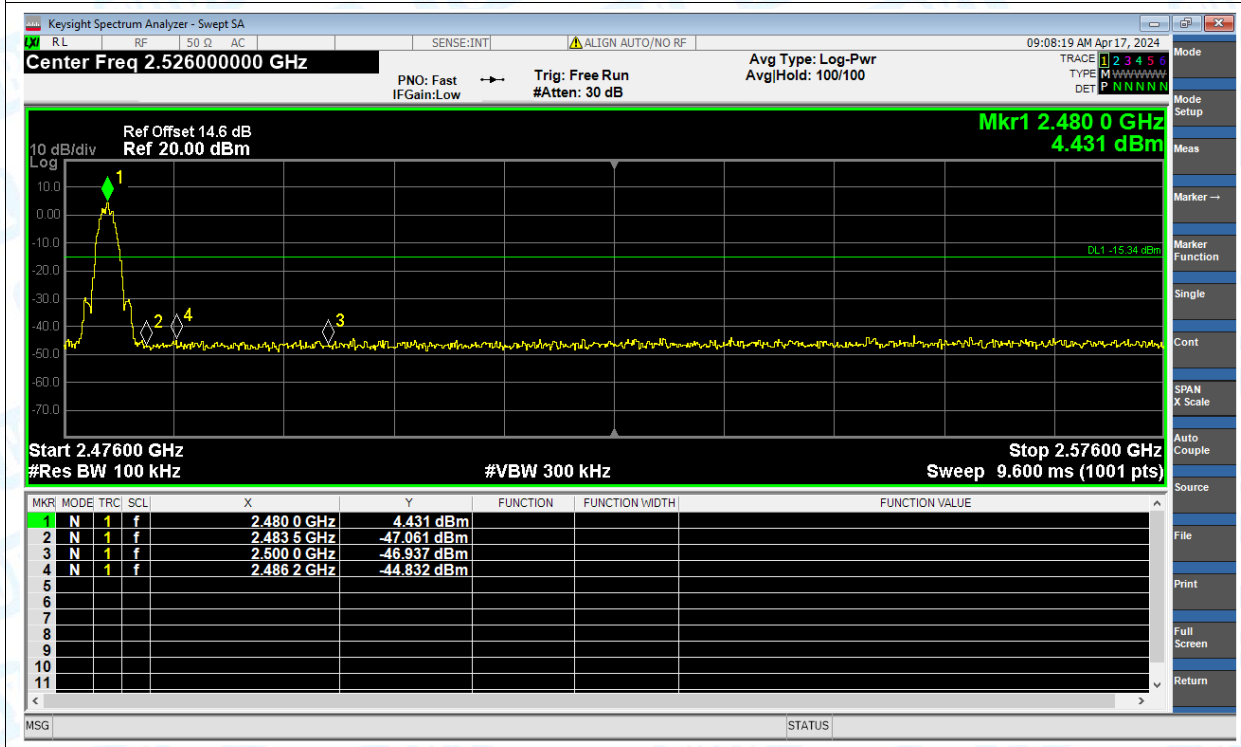 Keysight Spectrum Analyzer - Swept SA
LXI RL RF 50 Ω AC SENSE:INT ALIGN AUTO/NO RF 09:08:19 AM Apr 17, 2024
Center Freq 2.526000000 GHz
PNO: Fast
IFGain:Low
Trig: Free Run
#Atten: 30 dB
Avg Type: Log-Pwr
Avg|Hold: 100/100
TRACE 1 2 3 4 5 6
TYPE M W W W W W
DET P N N N N N
Ref Offset 14.6 dB
10 dB/div Ref 20.00 dBm
Log
Mkr1 2.480 0 GHz
4.431 dBm
10.0
0.00
-10.0
-20.0
-30.0
-40.0
-50.0
-60.0
-70.0
1
2
4
3
DL1 -15.34 dBm
Start 2.47600 GHz Stop 2.57600 GHz
#Res BW 100 kHz #VBW 300 kHz Sweep 9.600 ms (1001 pts)
MKR MODE TRC SCL X Y FUNCTION FUNCTION WIDTH FUNCTION VALUE
1 N 1 f 2.480 0 GHz 4.431 dBm
2 N 1 f 2.483 5 GHz -47.061 dBm
3 N 1 f 2.500 0 GHz -46.937 dBm
4 N 1 f 2.486 2 GHz -44.832 dBm
5
6
7
8
9
10
11
MSG STATUS
Mode
Mode
Setup
Meas
Marker →
Marker
Function
Single
Cont
SPAN
X Scale
Auto
Couple
Source
File
Print
Full
Screen
Return